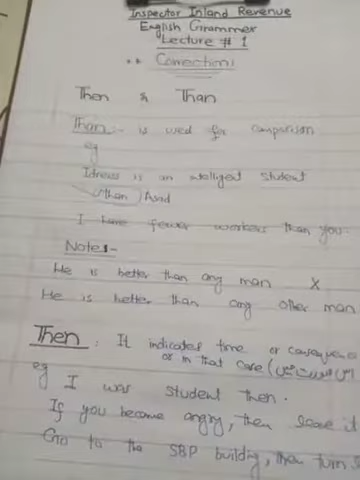 Inspector Inland Revenue
English Grammer
Lecture # 1
Correction:
Then & Than
Than:- is used for comparison
eg
Idrees is an intelligent student
(than) Asad
I have fewer workers than you
Note:-
He is better than any man X
He is better than any other man
Then: It indicates time or consequence
or in that case (
eg I was student then.
If you become angry, then leave it
Go to the SBP building, then turn